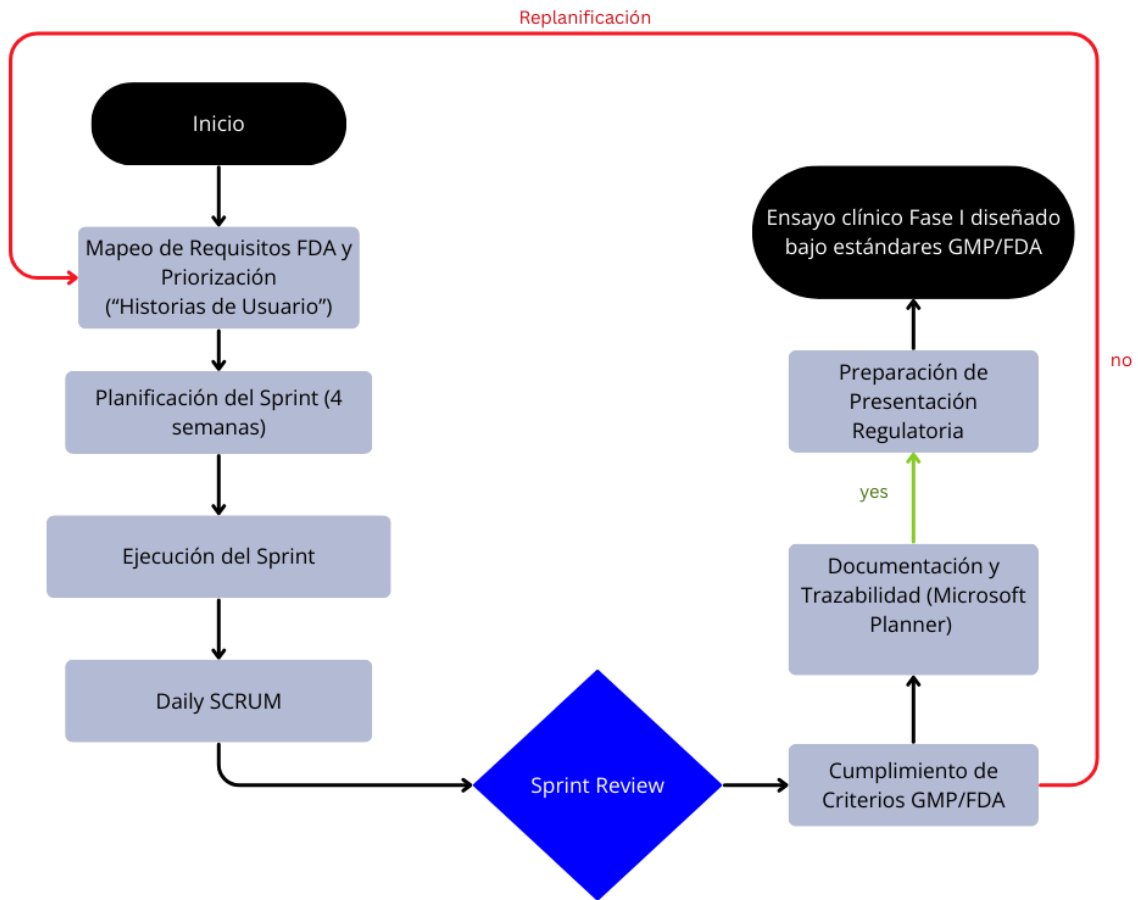 Replanificación
Inicio
Mapeo de Requisitos FDA y
Priorización
(“Historias de Usuario”)
Planificación del Sprint (4
semanas)
Ejecución del Sprint
Daily SCRUM
Sprint Review
Cumplimiento de
Criterios GMP/FDA
no
Documentación y
Trazabilidad (Microsoft
Planner)
yes
Preparación de
Presentación
Regulatoria
Ensayo clínico Fase I diseñado
bajo estándares GMP/FDA